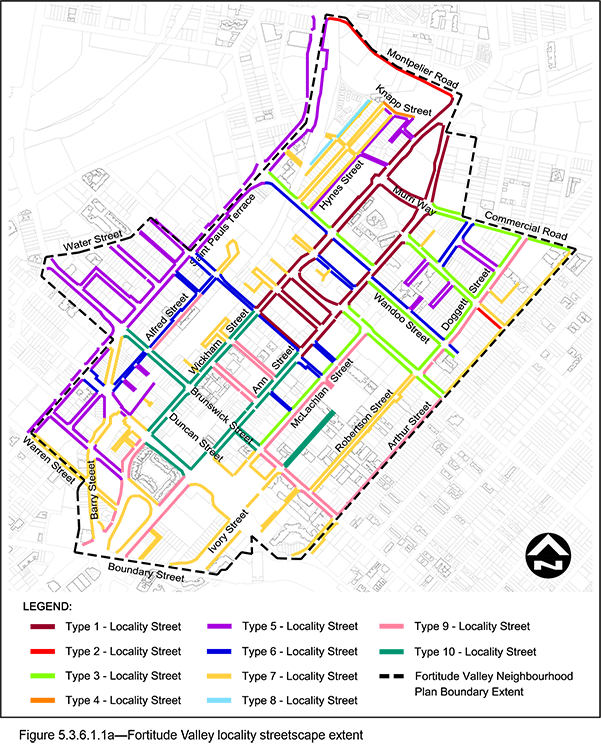 Montpelier Road
Knapp Street
Hynes Street
Murri Way
Commercial Road
Saint Pauls Terrace
Water Street
Alfred Street
Wickham Street
Ann Street
Brunswick Street
Duncan Street
Wandoo Street
Doggett Street
McLachlan Street
Robertson Street
Arthur Street
Warren Street
Barry Steeet
Ivory Street
Boundary Street
N
LEGEND:
Type 1 - Locality Street
Type 2 - Locality Street
Type 3 - Locality Street
Type 4 - Locality Street
Type 5 - Locality Street
Type 6 - Locality Street
Type 7 - Locality Street
Type 8 - Locality Street
Type 9 - Locality Street
Type 10 - Locality Street
Fortitude Valley Neighbourhood
Plan Boundary Extent
Figure 5.3.6.1.1a—Fortitude Valley locality streetscape extent